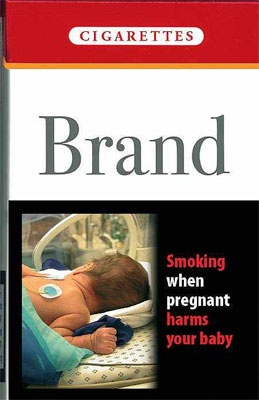 CIGARETTES
Brand
Smoking
when
pregnant
harms
your baby